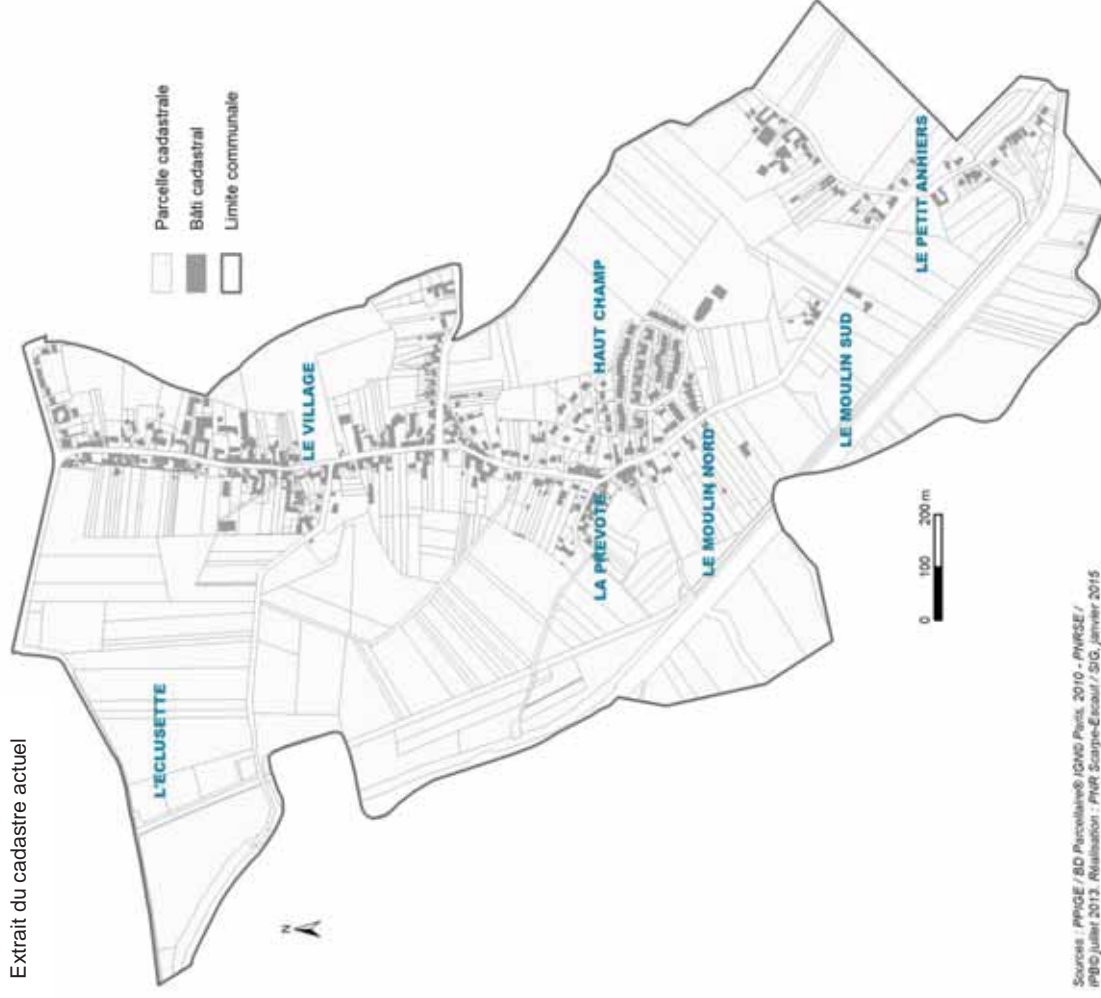 Extrait du cadastre actuel
Parcelle cadastrale
Bâti cadastral
Limite communale
L'ECLUSETTE
LE VILLAGE
HAUT CHAMP
LA PREVOTE
LE MOULIN NORD
LE MOULIN SUD
LE PETIT ANHIERS
N
0 100 200 m
Sources : PPIGE / BD Parcellaire® IGN© Paris, 2010 - PNRSE /
IPB© juillet 2013. Réalisation : PNR Scarpe-Escaut / SIG, janvier 2015